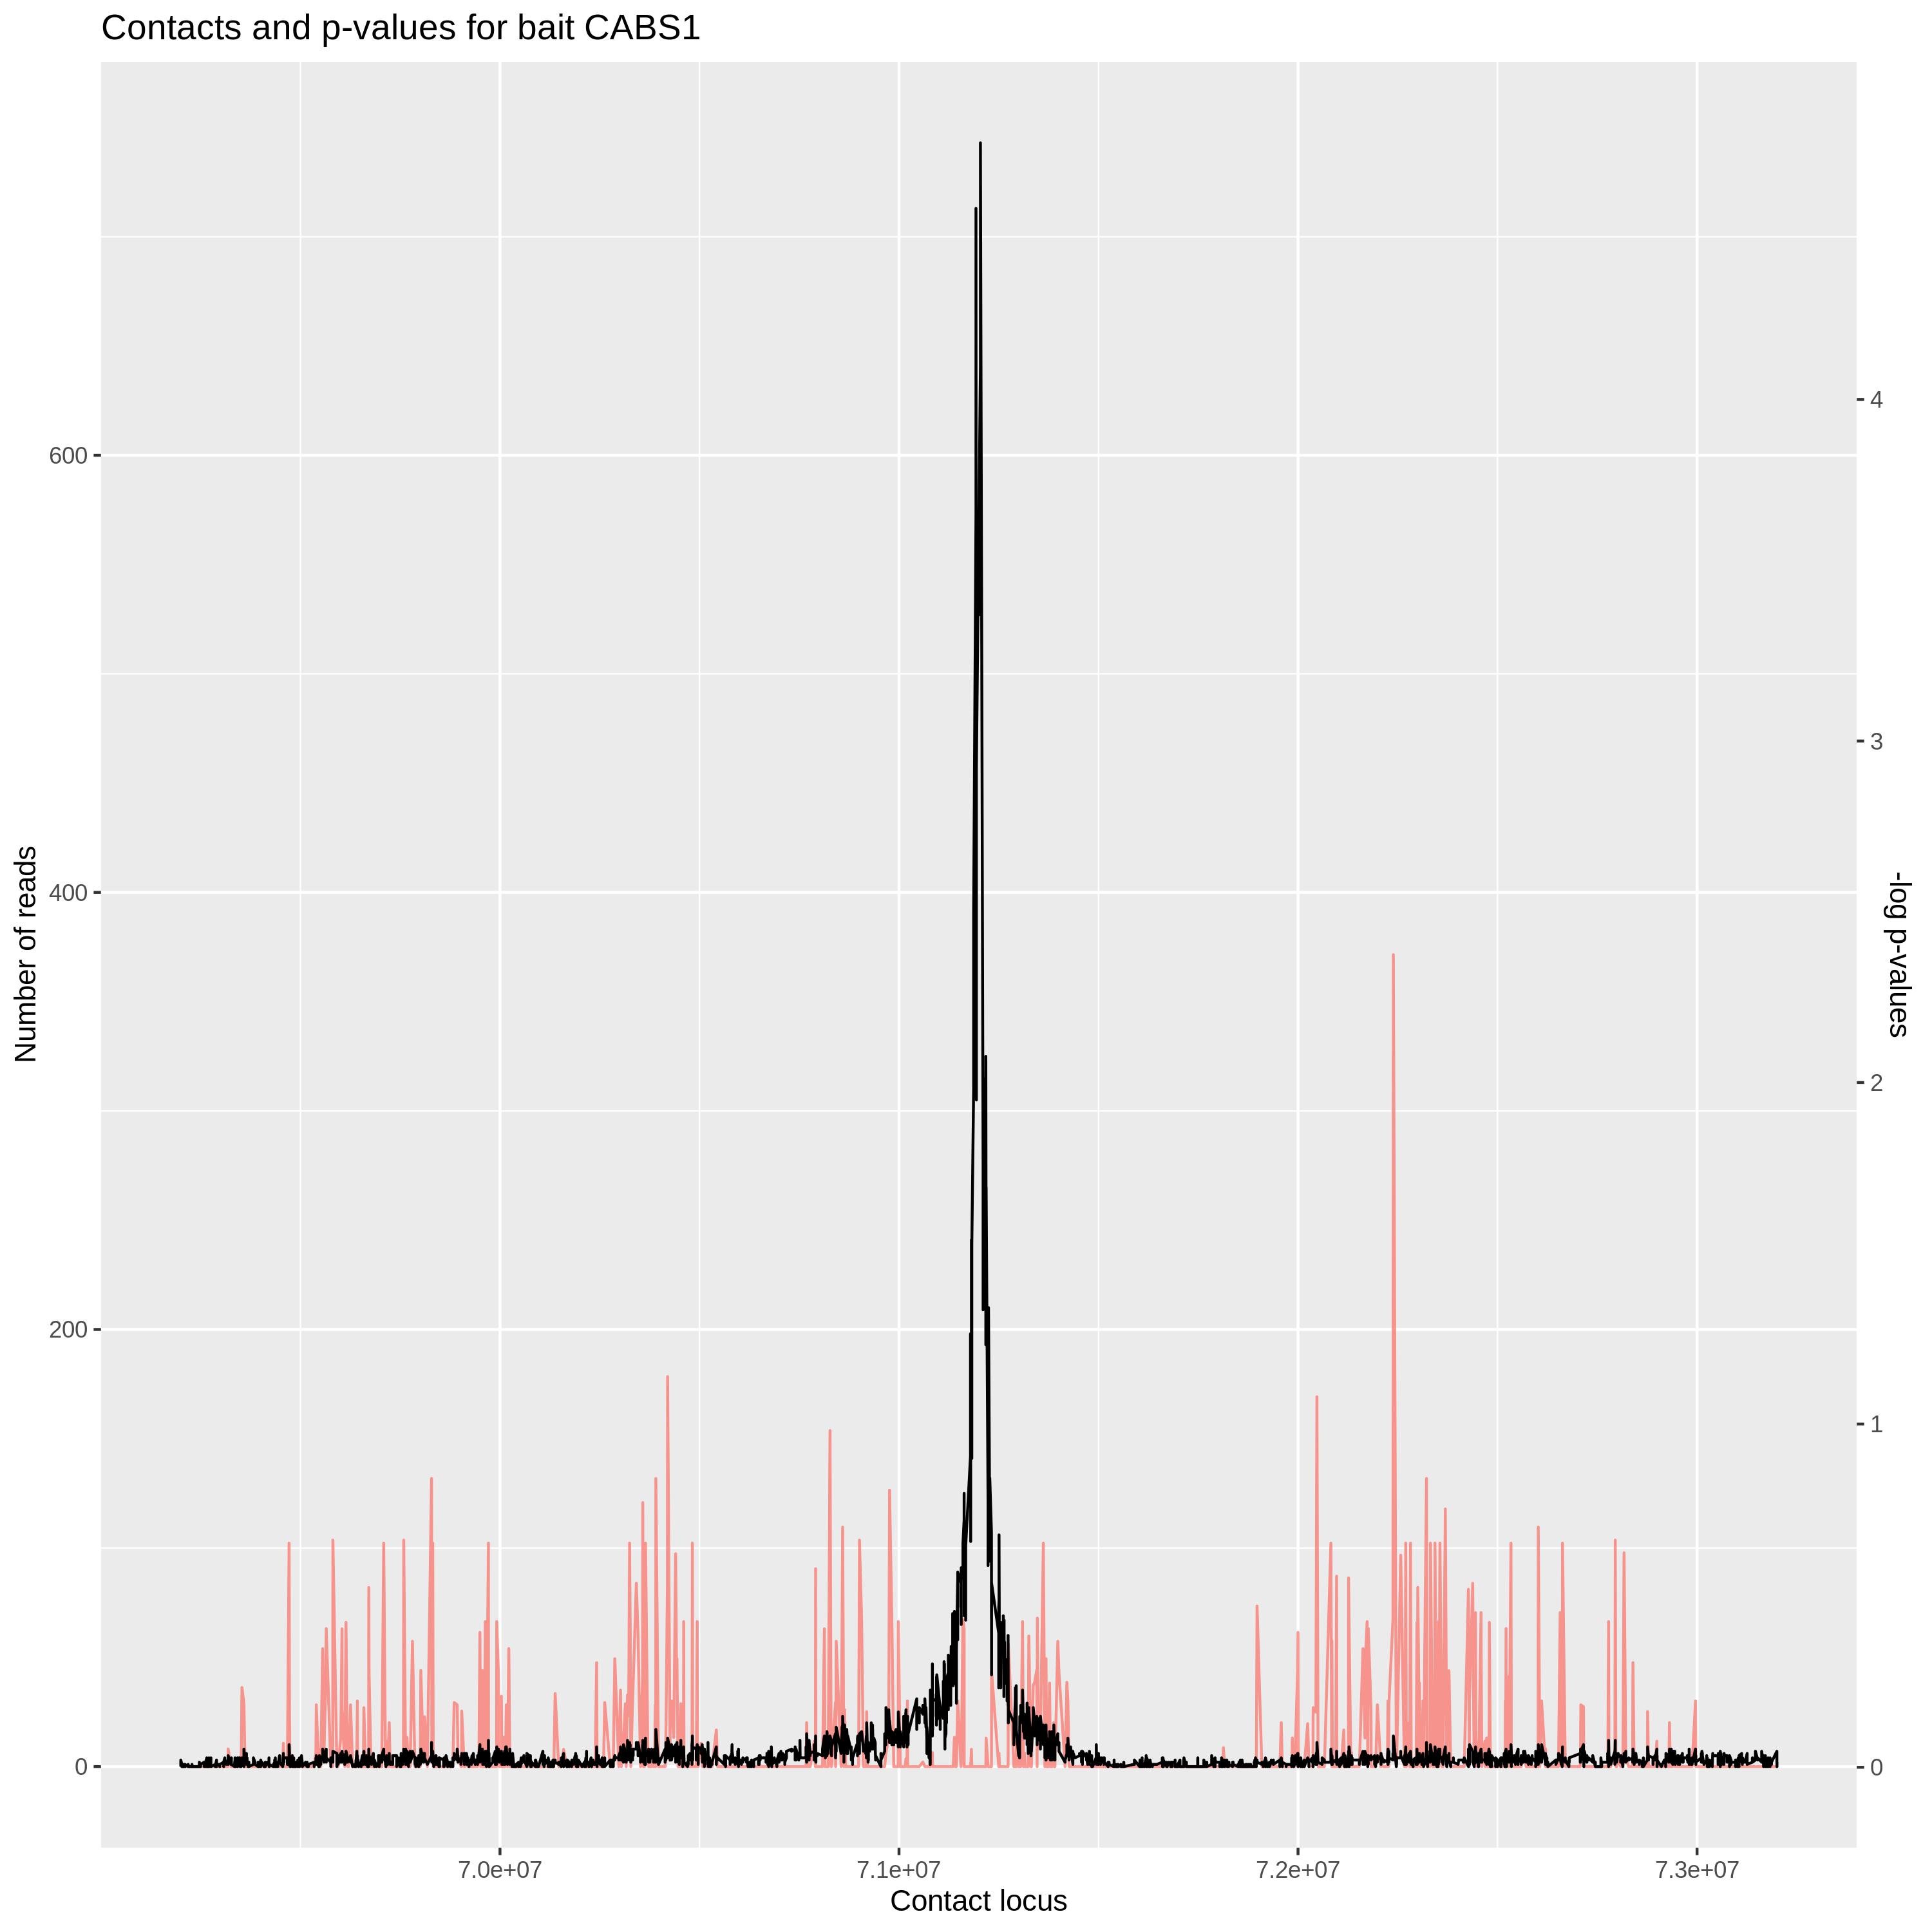 Contacts and p-values for bait CABS1
Number of reads
600
400
200
0
4
3
2
1
0
-log p-values
7.0e+07 7.1e+07 7.2e+07 7.3e+07
Contact locus